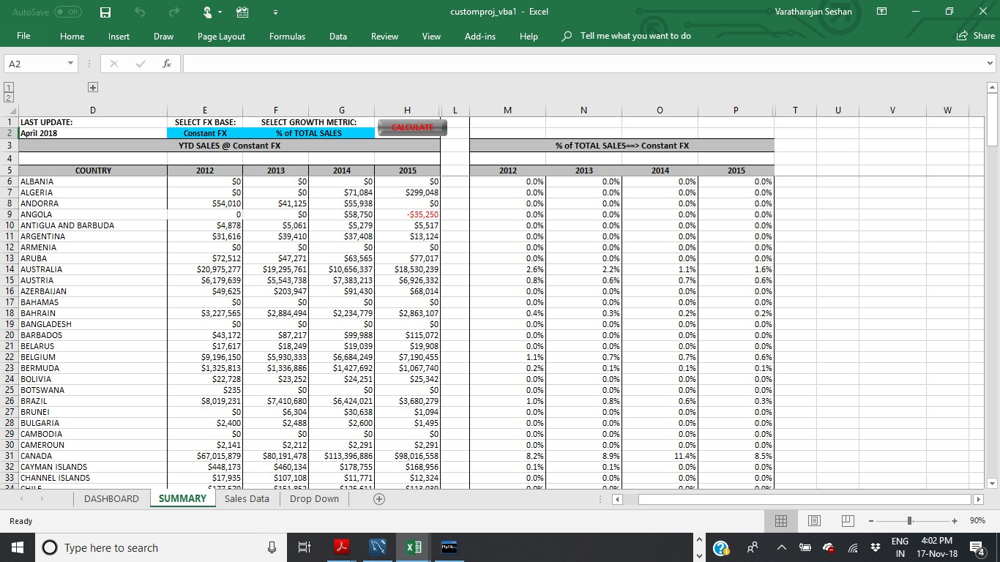 AutoSave Off customproj_vba1 - Excel Varatharajan Seshan
File Home Insert Draw Page Layout Formulas Data Review View Add-ins Help Tell me what you want to do Share
A2 fx
1
2
D E F G H L M N O P T U V W
1 LAST UPDATE: SELECT FX BASE: SELECT GROWTH METRIC: CALCULATE
2 April 2018 Constant FX % of TOTAL SALES
3 YTD SALES @ Constant FX % of TOTAL SALES==> Constant FX
4
5 COUNTRY 2012 2013 2014 2015 2012 2013 2014 2015
6 ALBANIA $0 $0 $0 $0 0.0% 0.0% 0.0% 0.0%
7 ALGERIA $0 $0 $71,084 $299,048 0.0% 0.0% 0.0% 0.0%
8 ANDORRA $54,010 $41,125 $55,938 $0 0.0% 0.0% 0.0% 0.0%
9 ANGOLA 0 $0 $58,750 -$35,250 0.0% 0.0% 0.0% 0.0%
10 ANTIGUA AND BARBUDA $4,878 $5,061 $5,279 $5,517 0.0% 0.0% 0.0% 0.0%
11 ARGENTINA $31,616 $39,410 $37,408 $13,124 0.0% 0.0% 0.0% 0.0%
12 ARMENIA $0 $0 $0 $0 0.0% 0.0% 0.0% 0.0%
13 ARUBA $72,512 $47,271 $63,565 $77,017 0.0% 0.0% 0.0% 0.0%
14 AUSTRALIA $20,975,277 $19,295,761 $10,656,337 $18,530,239 2.6% 2.2% 1.1% 1.6%
15 AUSTRIA $6,179,639 $5,543,738 $7,383,213 $6,926,332 0.8% 0.6% 0.7% 0.6%
16 AZERBAIJAN $49,625 $203,947 $91,430 $68,014 0.0% 0.0% 0.0% 0.0%
17 BAHAMAS $0 $0 $0 $0 0.0% 0.0% 0.0% 0.0%
18 BAHRAIN $3,227,565 $2,884,494 $2,234,779 $2,863,107 0.4% 0.3% 0.2% 0.2%
19 BANGLADESH $0 $0 $0 $0 0.0% 0.0% 0.0% 0.0%
20 BARBADOS $43,172 $87,217 $99,988 $115,072 0.0% 0.0% 0.0% 0.0%
21 BELARUS $17,617 $18,249 $19,039 $19,908 0.0% 0.0% 0.0% 0.0%
22 BELGIUM $9,196,150 $5,930,333 $6,684,249 $7,190,455 1.1% 0.7% 0.7% 0.6%
23 BERMUDA $1,325,813 $1,336,886 $1,427,692 $1,067,740 0.2% 0.1% 0.1% 0.1%
24 BOLIVIA $22,728 $23,252 $24,251 $25,342 0.0% 0.0% 0.0% 0.0%
25 BOTSWANA $235 $0 $0 $0 0.0% 0.0% 0.0% 0.0%
26 BRAZIL $8,019,231 $7,410,680 $6,424,021 $3,680,279 1.0% 0.8% 0.6% 0.3%
27 BRUNEI $0 $6,304 $30,638 $1,094 0.0% 0.0% 0.0% 0.0%
28 BULGARIA $2,400 $2,488 $2,600 $1,495 0.0% 0.0% 0.0% 0.0%
29 CAMBODIA $0 $0 $0 $0 0.0% 0.0% 0.0% 0.0%
30 CAMEROUN $2,141 $2,212 $2,291 $2,291 0.0% 0.0% 0.0% 0.0%
31 CANADA $67,015,879 $80,191,478 $113,396,886 $98,016,558 8.2% 8.9% 11.4% 8.5%
32 CAYMAN ISLANDS $448,173 $460,134 $178,755 $168,956 0.1% 0.1% 0.0% 0.0%
33 CHANNEL ISLANDS $17,935 $107,108 $11,771 $12,324 0.0% 0.0% 0.0% 0.0%
34 CHILE
DASHBOARD SUMMARY Sales Data Drop Down
Ready 90%
Type here to search MySQL ENG 4:02 PM
IN 17-Nov-18 4